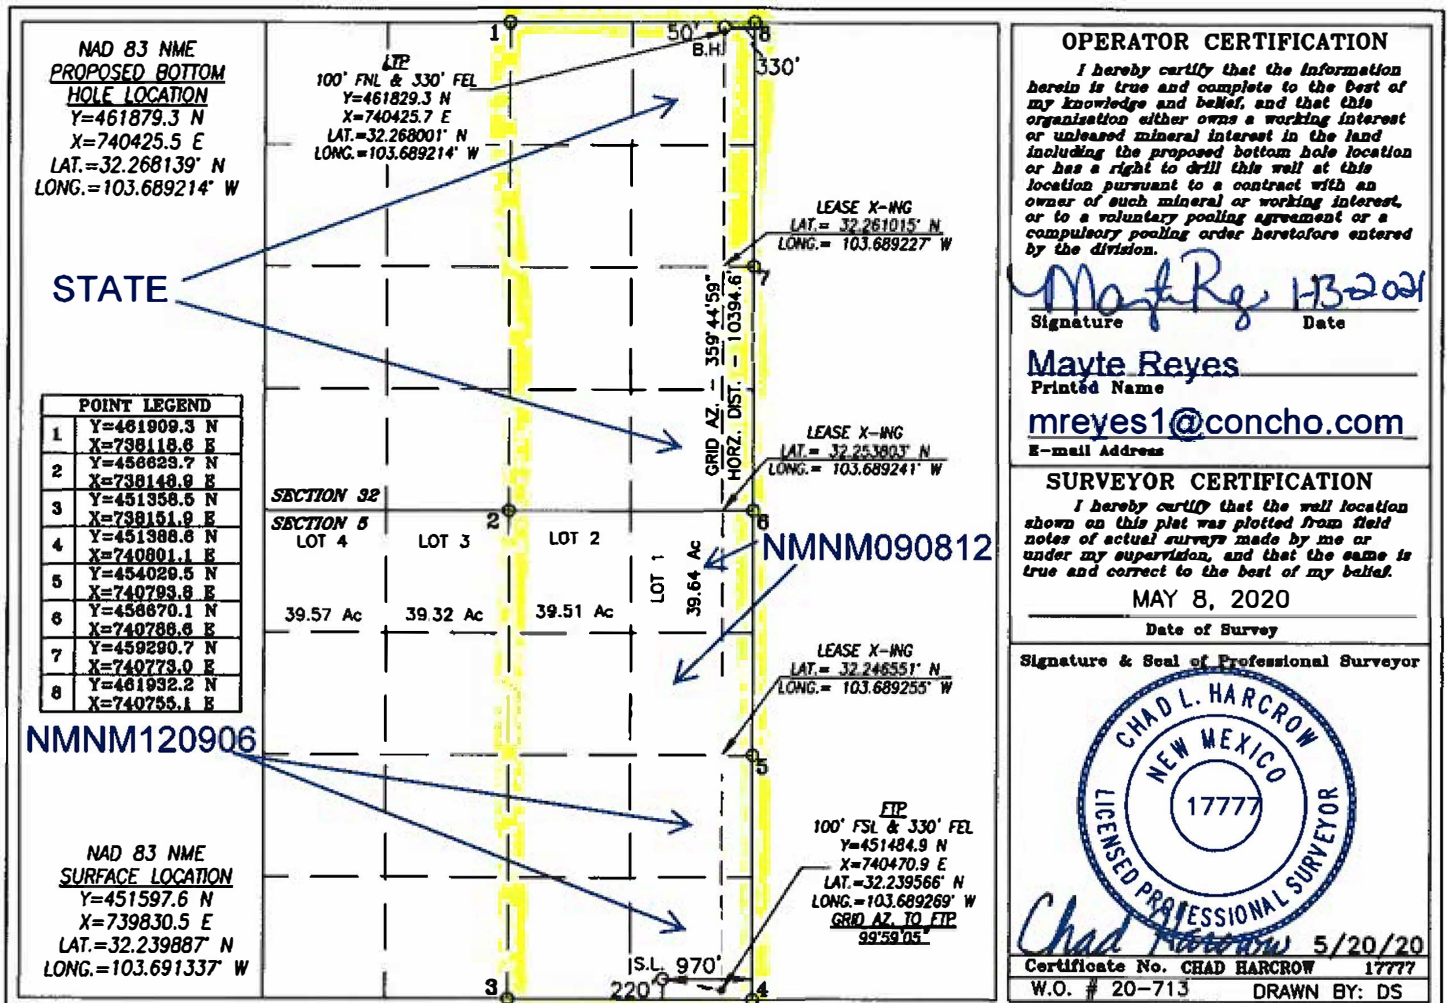 NAD 83 NME
PROPOSED BOTTOM
HOLE LOCATION
Y=461879.3 N
X=740425.5 E
LAT.=32.268139° N
LONG.=103.689214° W
STATE
POINT LEGEND
1 Y=461909.3 N
X=738118.6 E
2 Y=456629.7 N
X=738148.9 E
3 Y=451358.5 N
X=738151.9 E
4 Y=451388.6 N
X=740801.1 E
5 Y=454029.5 N
X=740793.8 E
6 Y=456670.1 N
X=740786.6 E
7 Y=459290.7 N
X=740773.0 E
8 Y=461932.2 N
X=740755.1 E
NMNM120906
NAD 83 NME
SURFACE LOCATION
Y=451597.6 N
X=739830.5 E
LAT.=32.239887° N
LONG.=103.691337° W
1
50'
B.H.
8
330'
LTP
100' FNL & 330' FEL
Y=461829.3 N
X=740425.7 E
LAT.=32.268001° N
LONG.=103.689214° W
LEASE X-ING
LAT.= 32.261015° N
LONG.= 103.689227° W
7
GRID AZ. - 359°44'59"
HORZ. DIST. - 10394.6'
LEASE X-ING
LAT.= 32.253803° N
LONG.= 103.689241° W
SECTION 32
SECTION 5
2
6
LOT 4
LOT 3
LOT 2
LOT 1
39.64 Ac
NMNM090812
39.57 Ac
39.32 Ac
39.51 Ac
LEASE X-ING
LAT.= 32.246551° N
LONG.= 103.689255° W
5
FTP
100' FSL & 330' FEL
Y=451484.9 N
X=740470.9 E
LAT.=32.239566° N
LONG.=103.689269° W
GRID AZ. TO FTP
99°59'05"
S.L. 970'
220'
3
4
OPERATOR CERTIFICATION
I hereby certify that the information
herein is true and complete to the best of
my knowledge and belief, and that this
organization either owns a working interest
or unleased mineral interest in the land
including the proposed bottom hole location
or has a right to drill this well at this
location pursuant to a contract with an
owner of such mineral or working interest,
or to a voluntary pooling agreement or a
compulsory pooling order heretofore entered
by the division.
1-13-2021
Signature Date
Mayte Reyes
Printed Name
mreyes1@concho.com
E-mail Address
SURVEYOR CERTIFICATION
I hereby certify that the well location
shown on this plat was plotted from field
notes of actual surveys made by me or
under my supervision, and that the same is
true and correct to the best of my belief.
MAY 8, 2020
Date of Survey
Signature & Seal of Professional Surveyor
CHAD L. HARCROW
NEW MEXICO
17777
LICENSED PROFESSIONAL SURVEYOR
Chad Harcrow 5/20/20
Certificate No. CHAD HARCROW 17777
W.O. # 20-713 DRAWN BY: DS